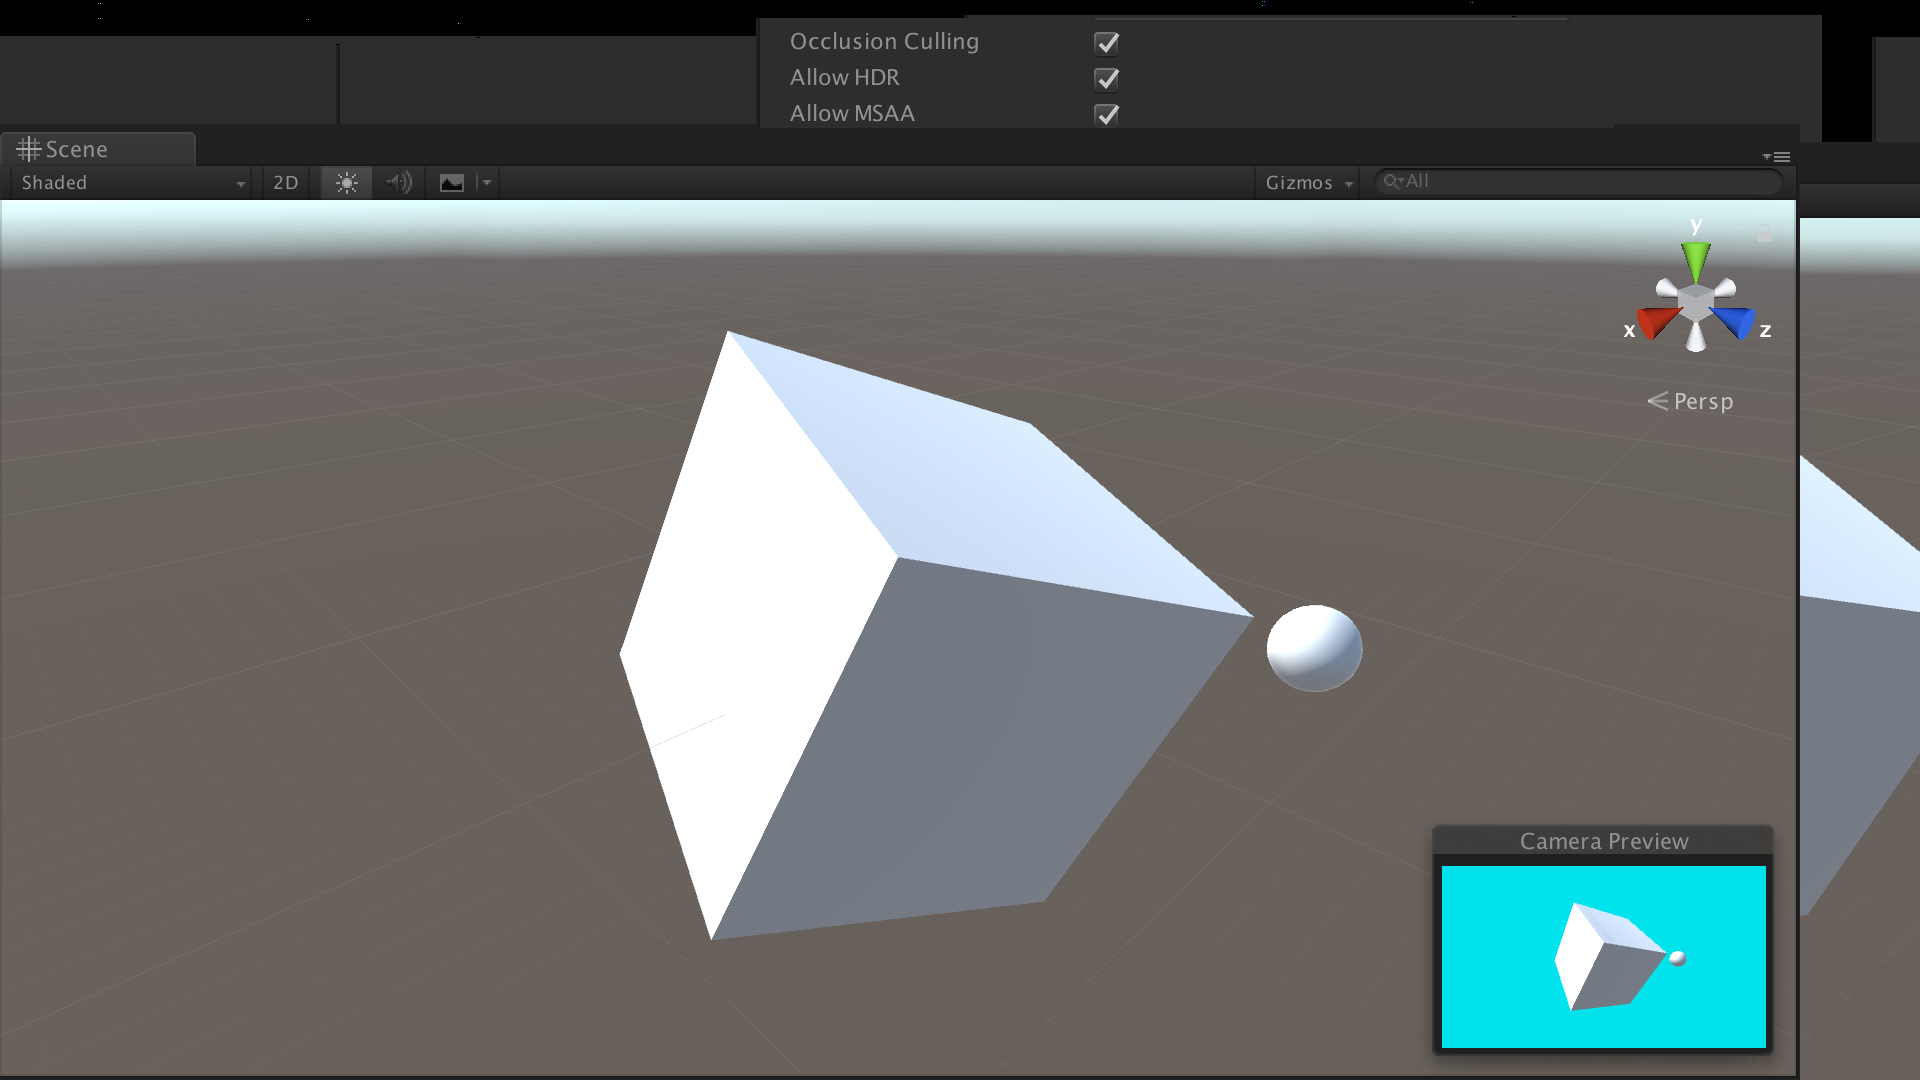 Occlusion Culling
Allow HDR
Allow MSAA
Scene
Shaded 2D Gizmos All
y
x z
Persp
Camera Preview